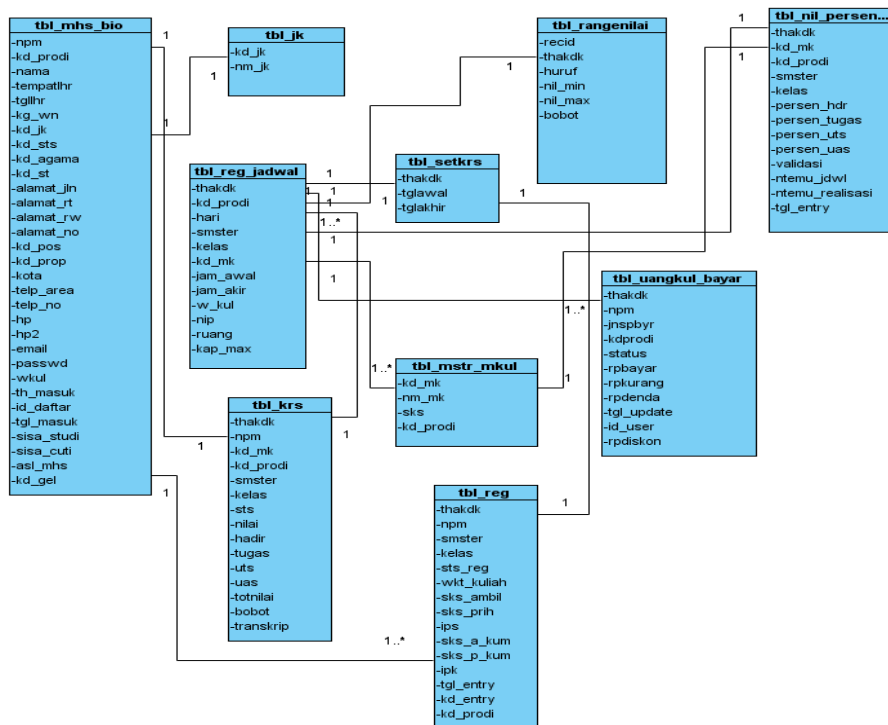 tbl_mhs_bio
-npm
-kd_prodi
-nama
-tempatlhr
-tgllhr
-kg_wn
-kd_jk
-kd_sts
-kd_agama
-kd_st
-alamat_jln
-alamat_rt
-alamat_rw
-alamat_no
-kd_pos
-kd_prop
-kota
-telp_area
-telp_no
-hp
-hp2
-email
-passwd
-wkul
-th_masuk
-id_daftar
-tgl_masuk
-sisa_studi
-sisa_cuti
-asl_mhs
-kd_gel
1
1
tbl_jk
-kd_jk
-nm_jk
1
tbl_rangenilai
-recid
-thakdk
-huruf
-nil_min
-nil_max
-bobot
1
tbl_nil_persen...
-thakdk
-kd_mk
-kd_prodi
-smster
-kelas
-persen_hdr
-persen_tugas
-persen_uts
-persen_uas
-validasi
-ntemu_jdwl
-ntemu_realisasi
-tgl_entry
1
1
tbl_reg_jadwal
-thakdk
-kd_prodi
-hari
-smster
-kelas
-kd_mk
-jam_awal
-jam_akir
-w_kul
-nip
-ruang
-kap_max
1
1
1
1
1..*
1
1
1
tbl_setkrs
-thakdk
-tglawal
-tglakhir
1
tbl_uangkul_bayar
-thakdk
-npm
-jnspbyr
-kdprodi
-status
-rpbayar
-rpkurang
-rpdenda
-tgl_update
-id_user
-rpdiskon
1..*
tbl_mstr_mkul
-kd_mk
-nm_mk
-sks
-kd_prodi
1..*
1
tbl_krs
-thakdk
-npm
-kd_mk
-kd_prodi
-smster
-kelas
-sts
-nilai
-hadir
-tugas
-uts
-uas
-totnilai
-bobot
-transkrip
1
1
tbl_reg
-thakdk
-npm
-smster
-kelas
-sts_reg
-wkt_kuliah
-sks_ambil
-sks_prih
-ips
-sks_a_kum
-sks_p_kum
-ipk
-tgl_entry
-kd_entry
-kd_prodi
1
1..*